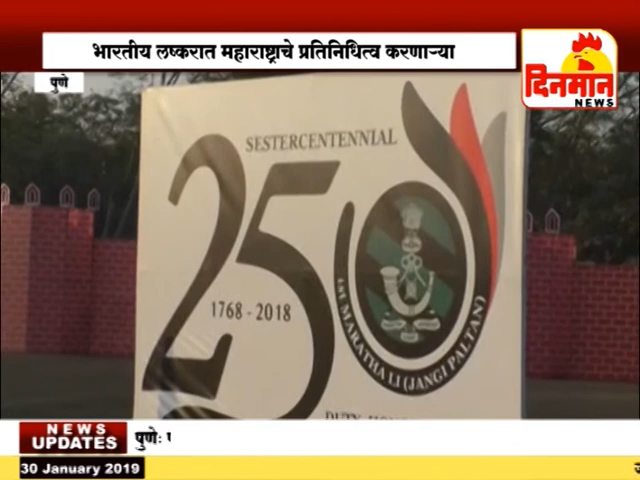 भारतीय लष्करात महाराष्ट्राचे प्रतिनिधित्व करणाऱ्या
दिनमान
NEWS
पुणे
SESTERCENTENNIAL
250
1768 - 2018
1ST MARATHA LI (JANGI PALTAN)
NEWS
UPDATES
पुणे:
30 January 2019